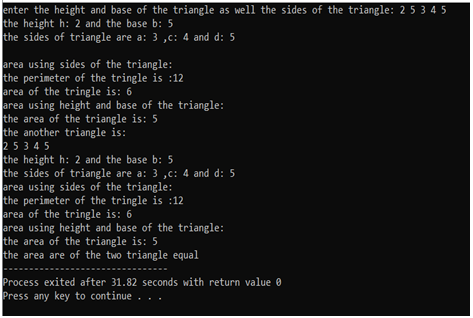 enter the height and base of the triangle as well the sides of the triangle: 2 5 3 4 5
the height h: 2 and the base b: 5
the sides of triangle are a: 3 ,c: 4 and d: 5
area using sides of the triangle:
the perimeter of the tringle is :12
area of the tringle is: 6
area using height and base of the triangle:
the area of the triangle is: 5
the another triangle is:
2 5 3 4 5
the height h: 2 and the base b: 5
the sides of triangle are a: 3 ,c: 4 and d: 5
area using sides of the triangle:
the perimeter of the tringle is :12
area of the tringle is: 6
area using height and base of the triangle:
the area of the triangle is: 5
the area are of the two triangle equal
--------------------------------
Process exited after 31.82 seconds with return value 0
Press any key to continue . . .